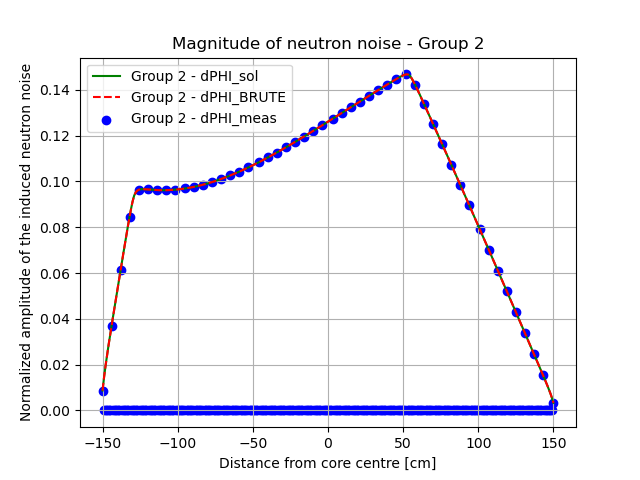 Magnitude of neutron noise - Group 2
Group 2 - dPHI_sol
Group 2 - dPHI_BRUTE
Group 2 - dPHI_meas
Normalized amplitude of the induced neutron noise
0.14
0.12
0.10
0.08
0.06
0.04
0.02
0.00
−150 −100 −50 0 50 100 150
Distance from core centre [cm]